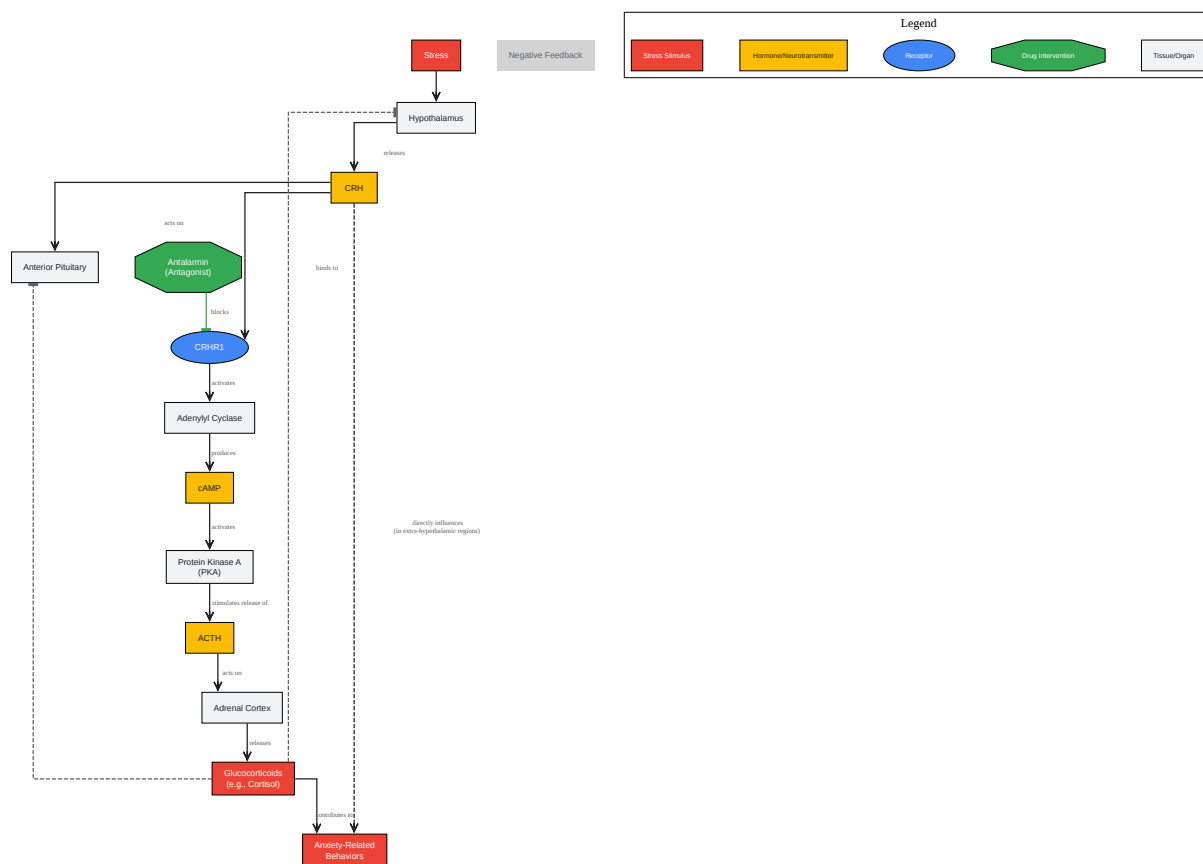 Legend
Stress
Negative Feedback
Stress Stimulus
Hormone/Neurotransmitter
Receptor
Drug Intervention
Tissue/Organ
Hypothalamus
releases
CRH
acts on
Anterior Pituitary
Antalarmin
(Antagonist)
binds to
blocks
CRHR1
activates
Adenylyl Cyclase
produces
cAMP
activates
directly influences
(in extra-hypothalamic regions)
Protein Kinase A
(PKA)
stimulates release of
ACTH
acts on
Adrenal Cortex
releases
Glucocorticoids
(e.g., Cortisol)
contributes to
Anxiety-Related
Behaviors